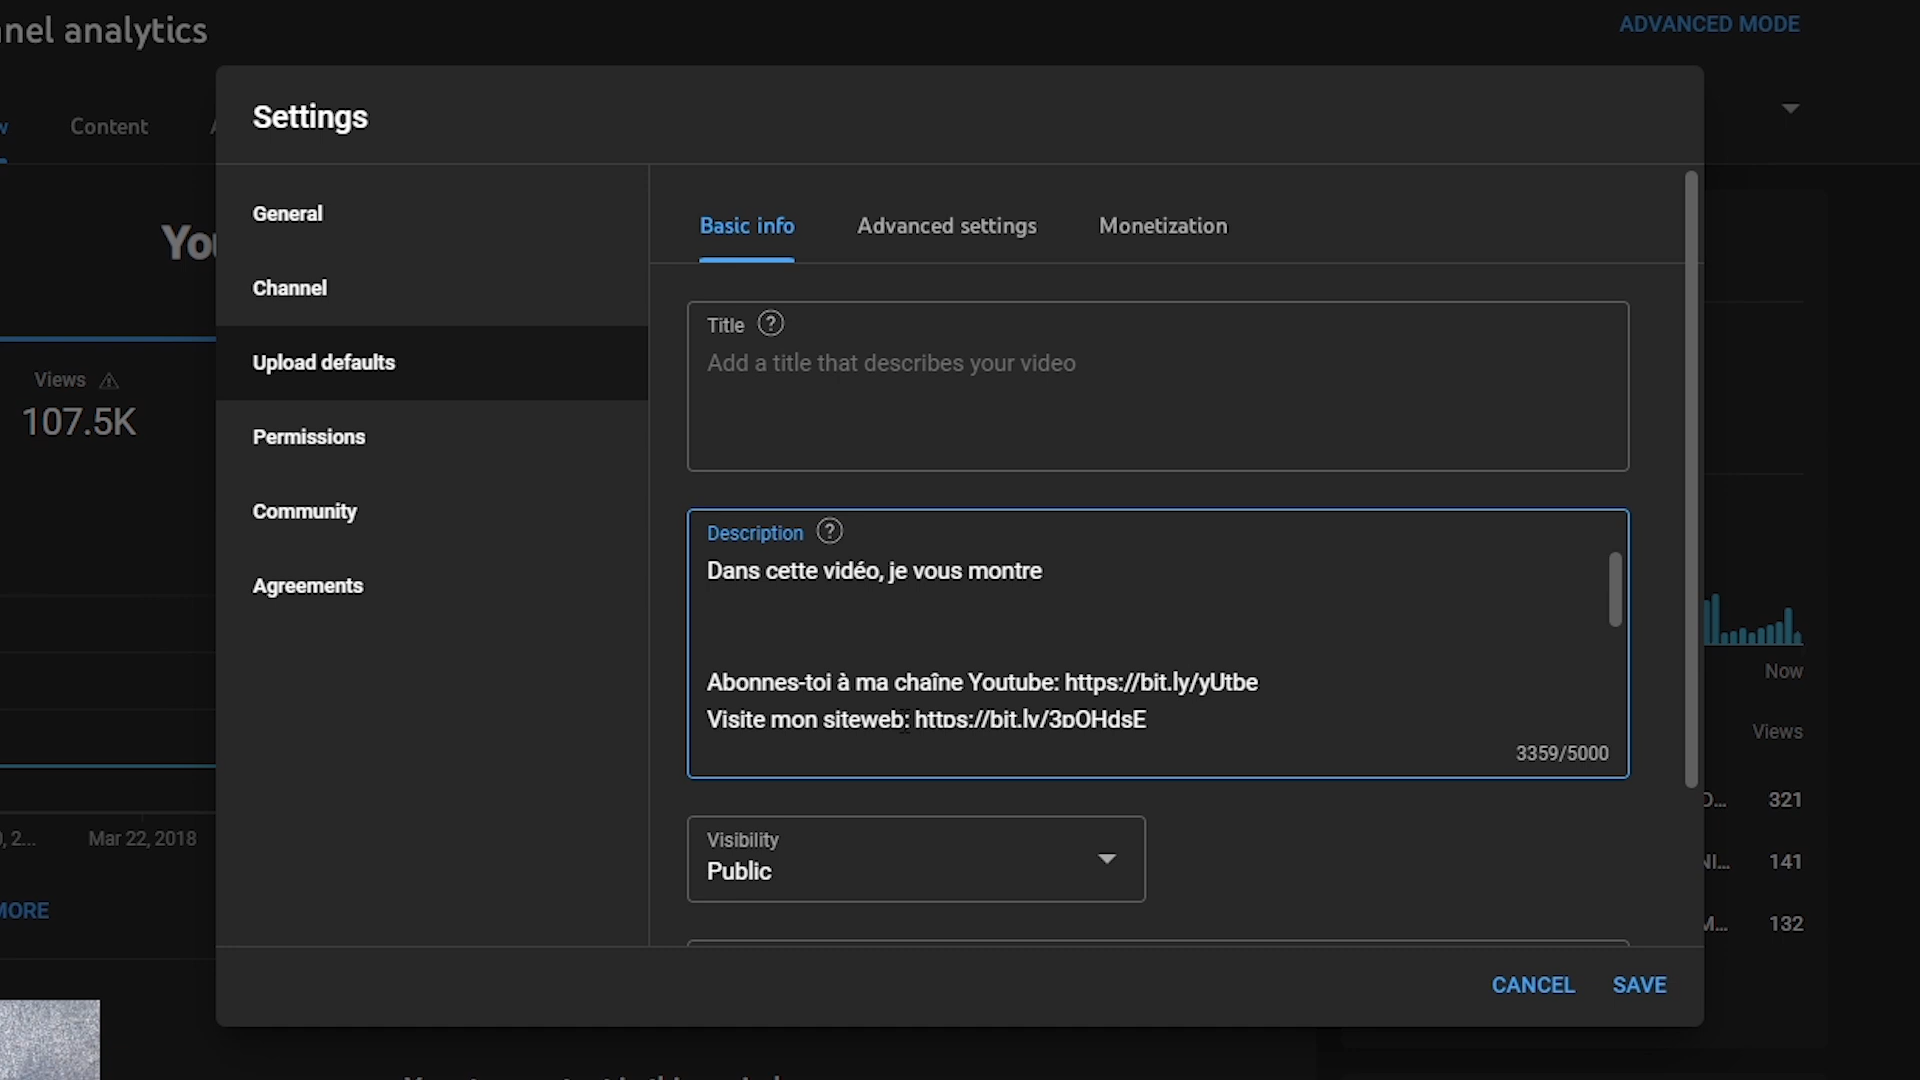 nel analytics
ADVANCED MODE
Content
Settings
General
Channel
Upload defaults
Permissions
Community
Agreements
Basic info
Advanced settings
Monetization
Title
Add a title that describes your video
Description
Dans cette vidéo, je vous montre
Abonnes-toi à ma chaîne Youtube: https://bit.ly/yUtbe
Visite mon siteweb: https://bit.ly/3pOHdsE
3359/5000
Visibility
Public
CANCEL
SAVE
You
Views
107.5K
Mar 22, 2018
MORE
Now
Views
321
141
132